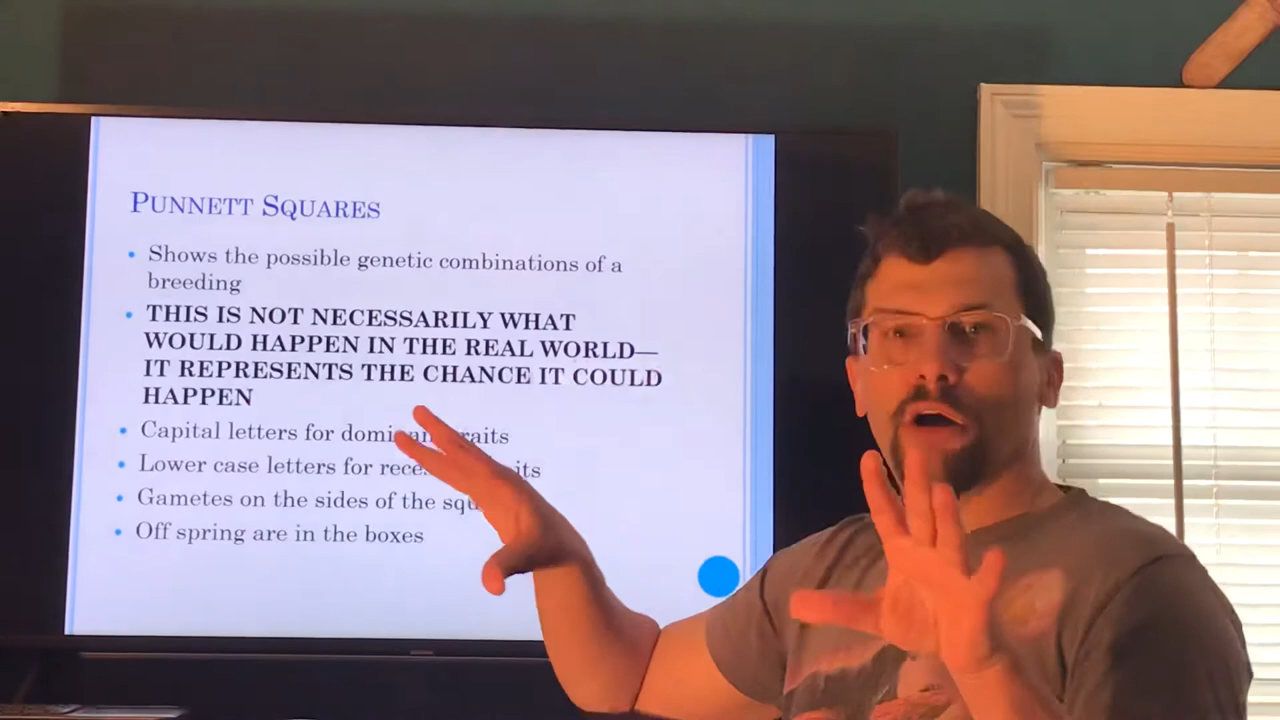 PUNNETT SQUARES
Shows the possible genetic combinations of a
breeding
THIS IS NOT NECESSARILY WHAT
WOULD HAPPEN IN THE REAL WORLD—
IT REPRESENTS THE CHANCE IT COULD
HAPPEN
Capital letters for
Lower case letters for
Gametes on the sides of the
Off spring are in the boxes